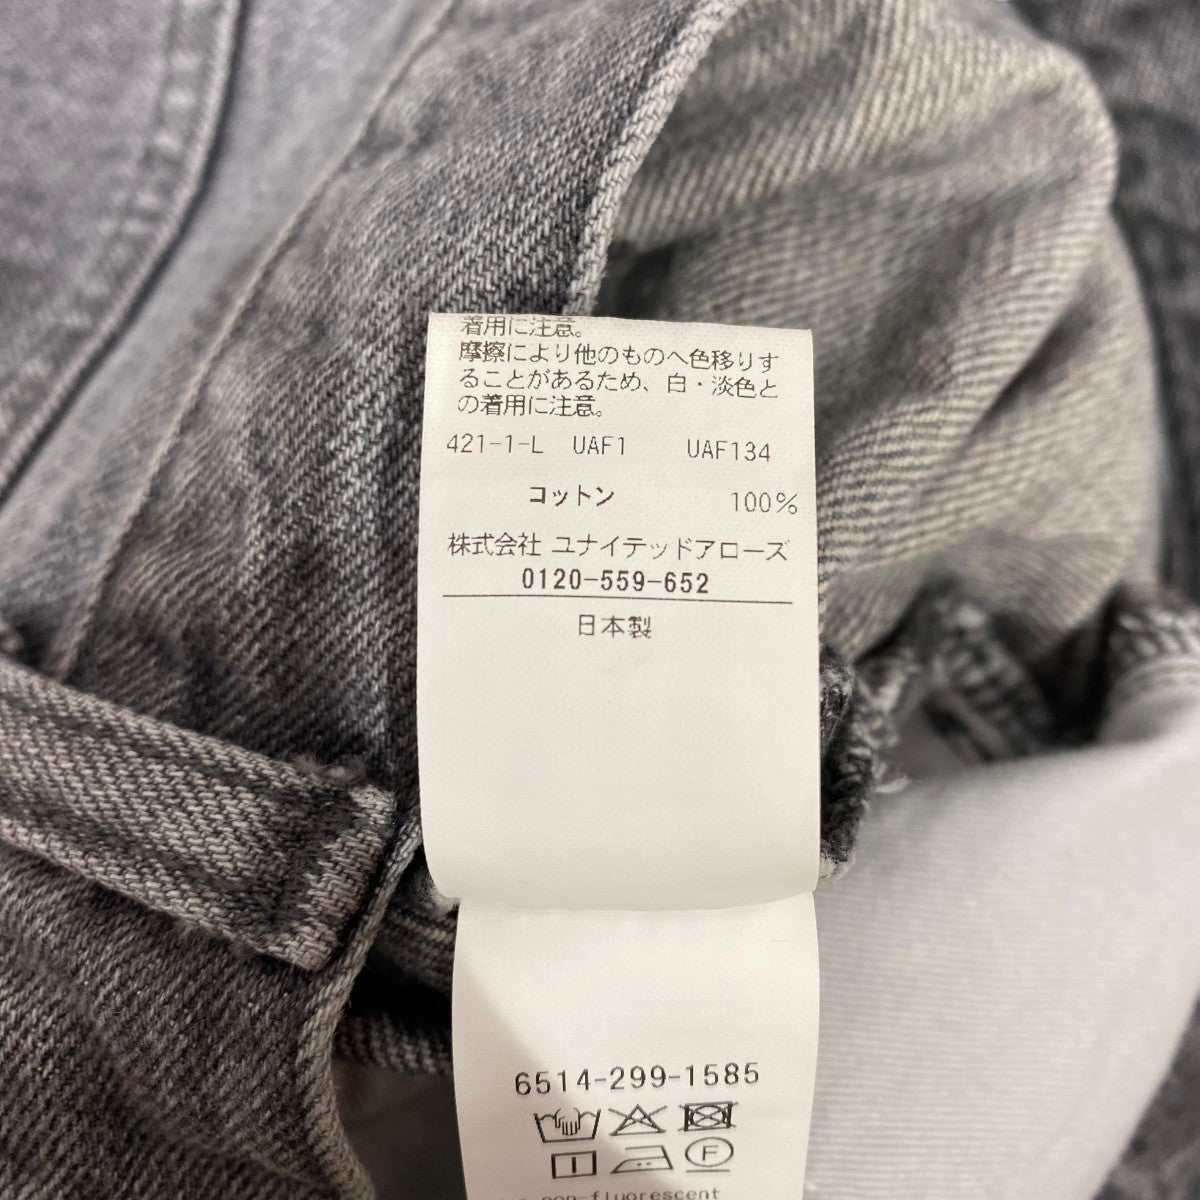 着用に注意。
摩擦により他のものへ色移りす
ることがあるため、白・淡色と
の着用に注意。
421-1-L UAF1 UAF134
コットン 100%
株式会社 ユナイテッドアローズ
0120-559-652
日本製
6514-299-1585
F
non-fluorescent